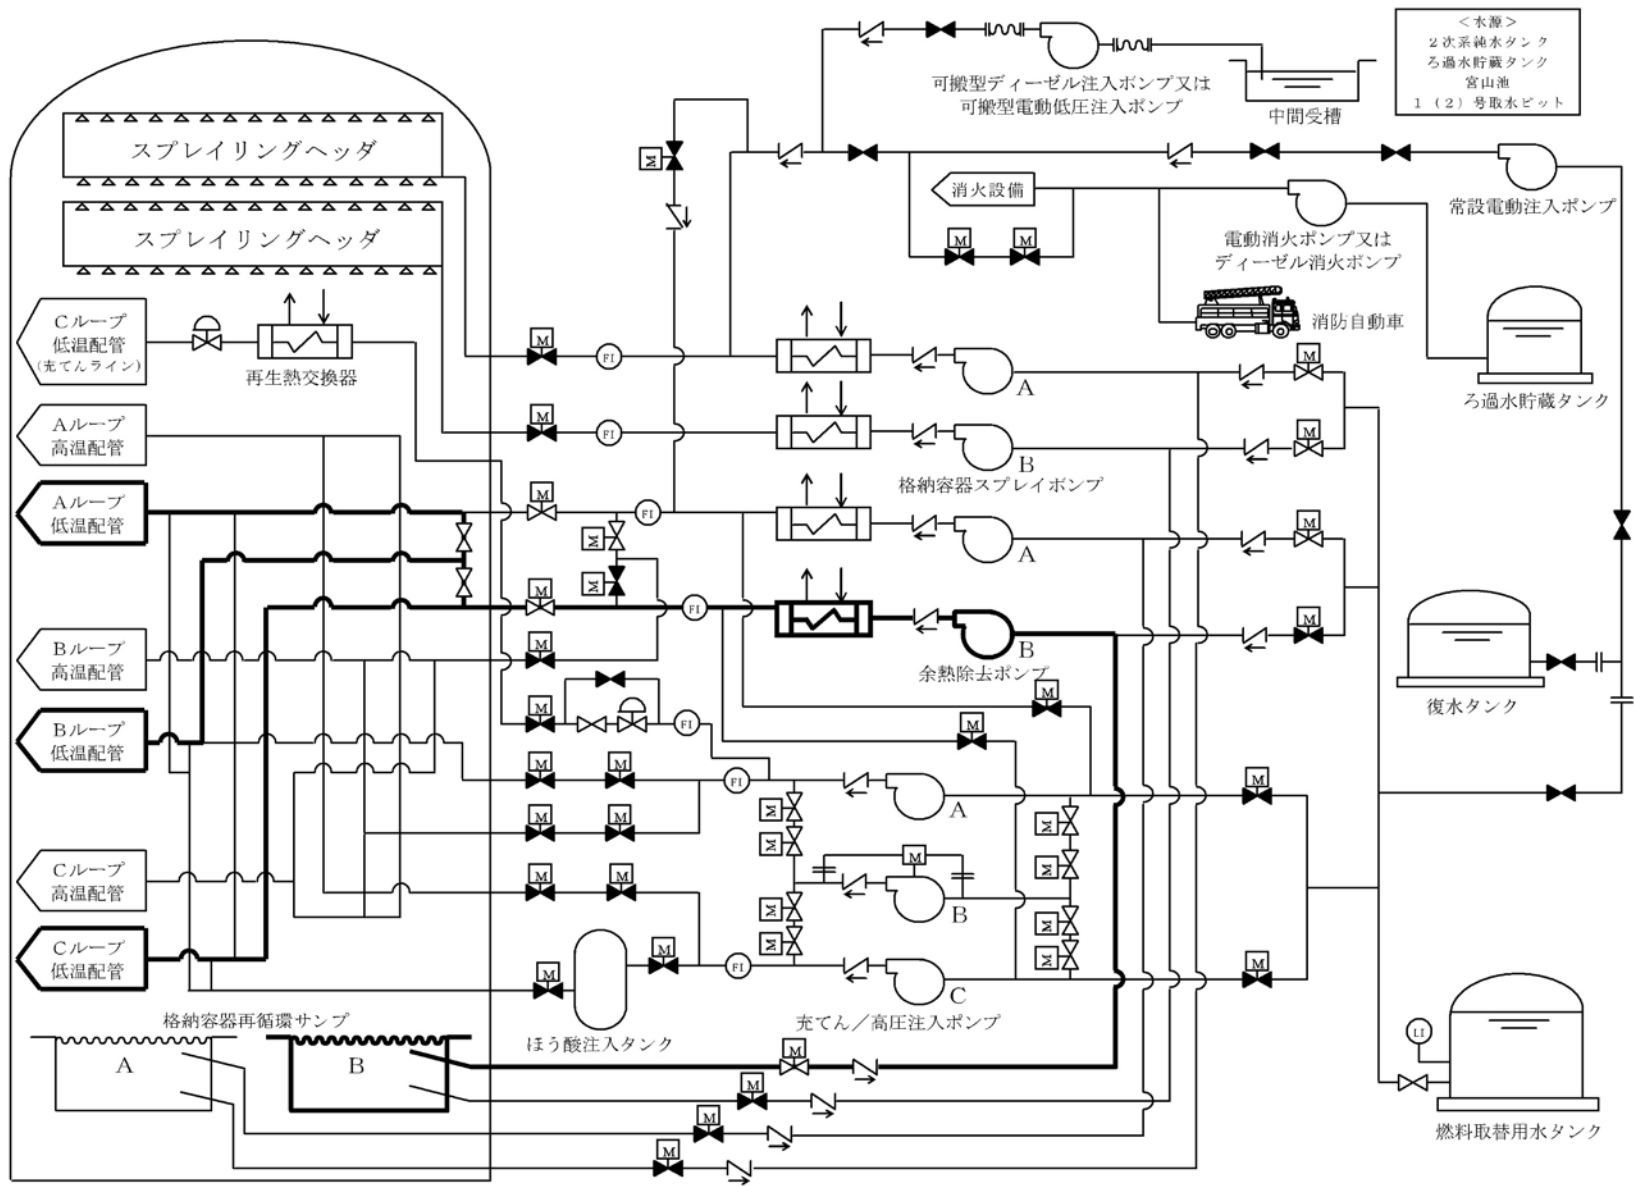 ＜水源＞
２次系純水タンク
ろ過水貯蔵タンク
宮山池
１（２）号取水ピット
可搬型ディーゼル注入ポンプ又は
可搬型電動低圧注入ポンプ
中間受槽
スプレイリングヘッダ
スプレイリングヘッダ
M
消火設備
常設電動注入ポンプ
M
M
電動消火ポンプ又は
ディーゼル消火ポンプ
消防自動車
ろ過水貯蔵タンク
Cループ
低温配管
(充てんライン)
再生熱交換器
M
FI
A
M
M
FI
B
M
格納容器スプレイポンプ
Aループ
高温配管
Aループ
低温配管
M
FI
M
A
M
M
M
FI
B
M
余熱除去ポンプ
Bループ
高温配管
M
M
M
Bループ
低温配管
M
FI
復水タンク
M
M
FI
A
M
M
M
M
M
M
M
M
M
B
Cループ
高温配管
M
M
M
M
M
M
Cループ
低温配管
M
M
FI
C
M
ほう酸注入タンク
充てん／高圧注入ポンプ
格納容器再循環サンプ
A
B
M
M
M
M
LI
燃料取替用水タンク